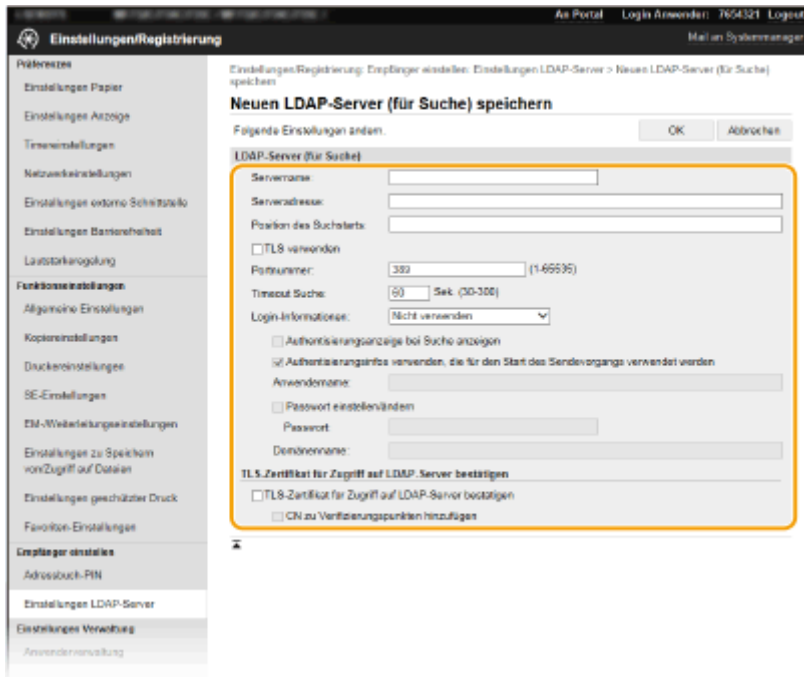 An Portal Login Anwender: 7654321 Logout
Einstellungen/Registrierung
Mail an Systemmanager
Präferenzen
Einstellungen Papier
Einstellungen Anzeige
Timereinstellungen
Netzwerkeinstellungen
Einstellungen externe Schnittstelle
Einstellungen Barrierefreiheit
Lautstärkeregelung
Funktionseinstellungen
Allgemeine Einstellungen
Kopiereinstellungen
Druckereinstellungen
SE-Einstellungen
EM-/Weiterleitungseinstellungen
Einstellungen zu Speichern
von/Zugriff auf Dateien
Einstellungen geschützter Druck
Favoriten-Einstellungen
Empfänger einstellen
Adressbuch-PIN
Einstellungen LDAP-Server
Einstellungen Verwaltung
Anwenderverwaltung
Einstellungen/Registrierung: Empfänger einstellen: Einstellungen LDAP-Server > Neuen LDAP-Server (für Suche)
speichern
Neuen LDAP-Server (für Suche) speichern
Folgende Einstellungen ändern.
OK Abbrechen
LDAP-Server (für Suche)
Servername:
Serveradresse:
Position des Suchstarts:
TLS verwenden
Portnummer: 389 (1-65535)
Timeout Suche: 60 Sek. (30-300)
Login-Informationen: Nicht verwenden
Authentisierungsanzeige bei Suche anzeigen
Authentisierungsinfos verwenden, die für den Start des Sendevorgangs verwendet werden
Anwendername:
Passwort einstellen/ändern
Passwort:
Domänenname:
TLS-Zertifikat für Zugriff auf LDAP-Server bestätigen
TLS-Zertifikat für Zugriff auf LDAP-Server bestätigen
CN zu Verifizierungspunkten hinzufügen